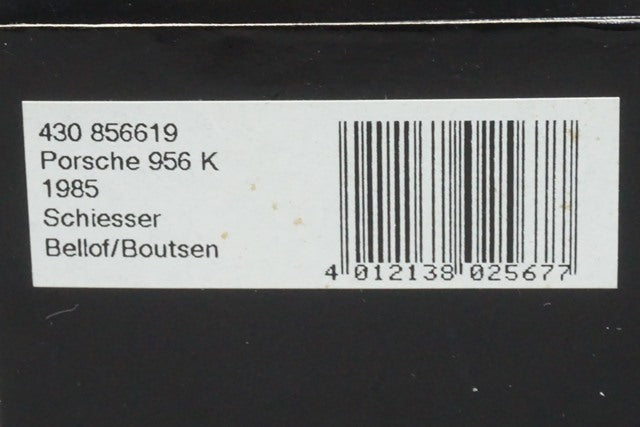 430 856619
Porsche 956 K
1985
Schiesser
Bellof/Boutsen
4 012138 025677